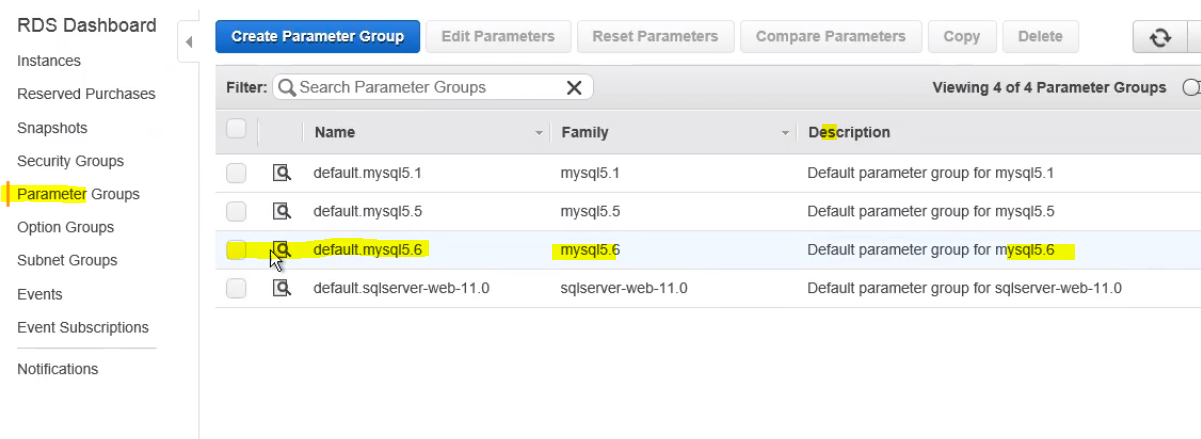 RDS Dashboard
Instances
Reserved Purchases
Snapshots
Security Groups
Parameter Groups
Option Groups
Subnet Groups
Events
Event Subscriptions
Notifications
Create Parameter Group Edit Parameters Reset Parameters Compare Parameters Copy Delete
Filter: Search Parameter Groups Viewing 4 of 4 Parameter Groups
Name Family Description
default.mysql5.1 mysql5.1 Default parameter group for mysql5.1
default.mysql5.5 mysql5.5 Default parameter group for mysql5.5
default.mysql5.6 mysql5.6 Default parameter group for mysql5.6
default.sqlserver-web-11.0 sqlserver-web-11.0 Default parameter group for sqlserver-web-11.0